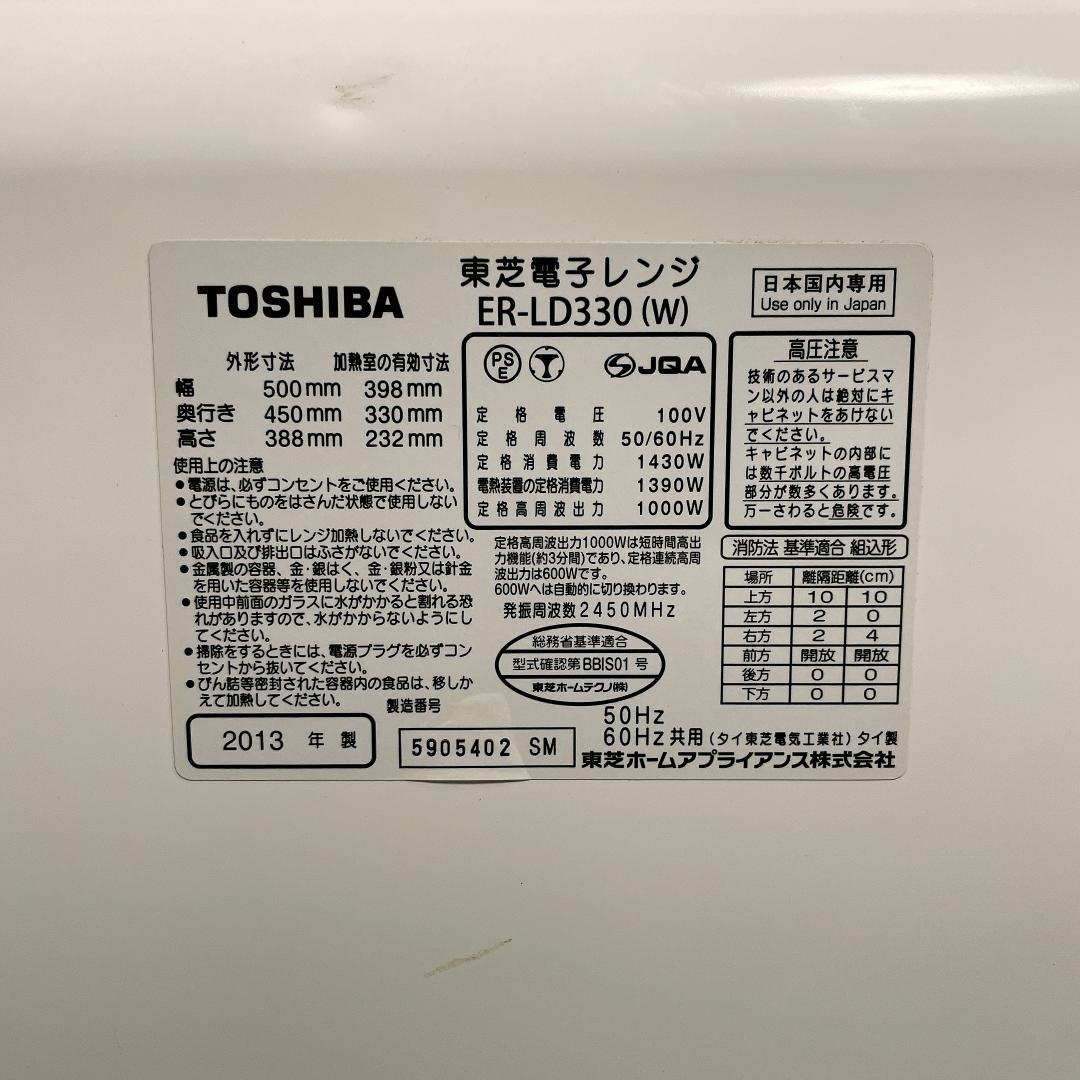 TOSHIBA
東芝電子レンジ
ER-LD330 (W)
日本国内専用
Use only in Japan
外形寸法 加熱室の有効寸法
幅 500mm 398mm
奥行き 450mm 330mm
高さ 388mm 232mm
使用上の注意
●電源は、必ずコンセントをご使用ください。
●とびらにものをはさんだ状態で使用しない
でください。
●食品を入れずにレンジ加熱しないでください。
●吸入口及び排出口はふさがないでください。
●金属製の容器、金・銀はく、金・銀粉又は針金
を用いた容器等を使用しないでください。
●使用中前面のガラスに水がかかると割れる恐
れがありますので、水がかからないようにし
てください。
●掃除をするときには、電源プラグを必ずコン
セントから抜いてください。
●びん詰等密封された容器内の食品は、移しか
えて加熱してください。
製造番号
2013 年 製
5905402 SM
PS
E
JQA
定格電圧 100V
定格周波数 50/60Hz
定格消費電力 1430W
電熱装置の定格消費電力 1390W
定格高周波出力 1000W
定格高周波出力1000Wは短時間高出
力機能(約3分間)であり、定格連続高周
波出力は600Wです。
600Wへは自動的に切り換わります。
発振周波数2450MHz
総務省基準適合
型式確認第BBIS01 号
東芝ホームテクノ(株)
高圧注意
技術のあるサービスマ
ン以外の人は絶対にキ
ャビネットをあけない
でください。
キャビネットの内部に
は数千ボルトの高電圧
部分が数多くあります。
万一さわると危険です。
消防法 基準適合 組込形
場所 離隔距離(cm)
上方 10 10
左方 2 0
右方 2 4
前方 開放 開放
後方 0 0
下方 0 0
50Hz
60Hz共用 (タイ東芝電気工業社) タイ製
東芝ホームアプライアンス株式会社